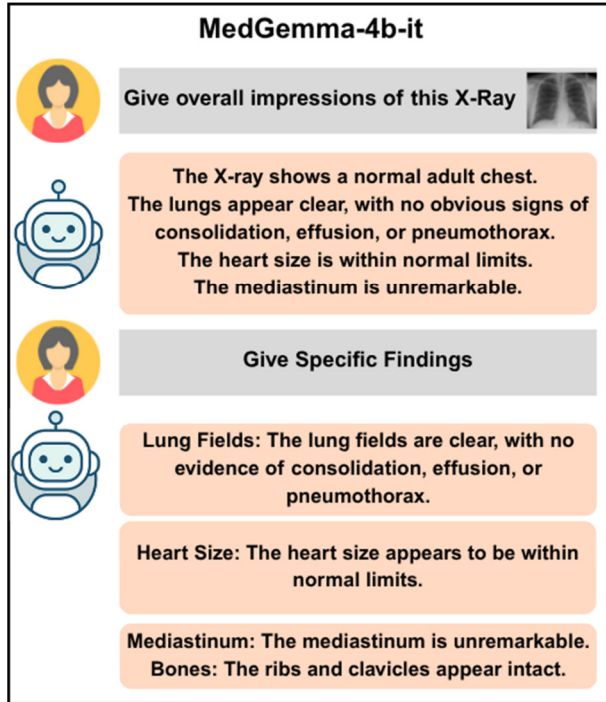 MedGemma-4b-it
Give overall impressions of this X-Ray
The X-ray shows a normal adult chest.
The lungs appear clear, with no obvious signs of
consolidation, effusion, or pneumothorax.
The heart size is within normal limits.
The mediastinum is unremarkable.
Give Specific Findings
Lung Fields: The lung fields are clear, with no
evidence of consolidation, effusion, or
pneumothorax.
Heart Size: The heart size appears to be within
normal limits.
Mediastinum: The mediastinum is unremarkable.
Bones: The ribs and clavicles appear intact.